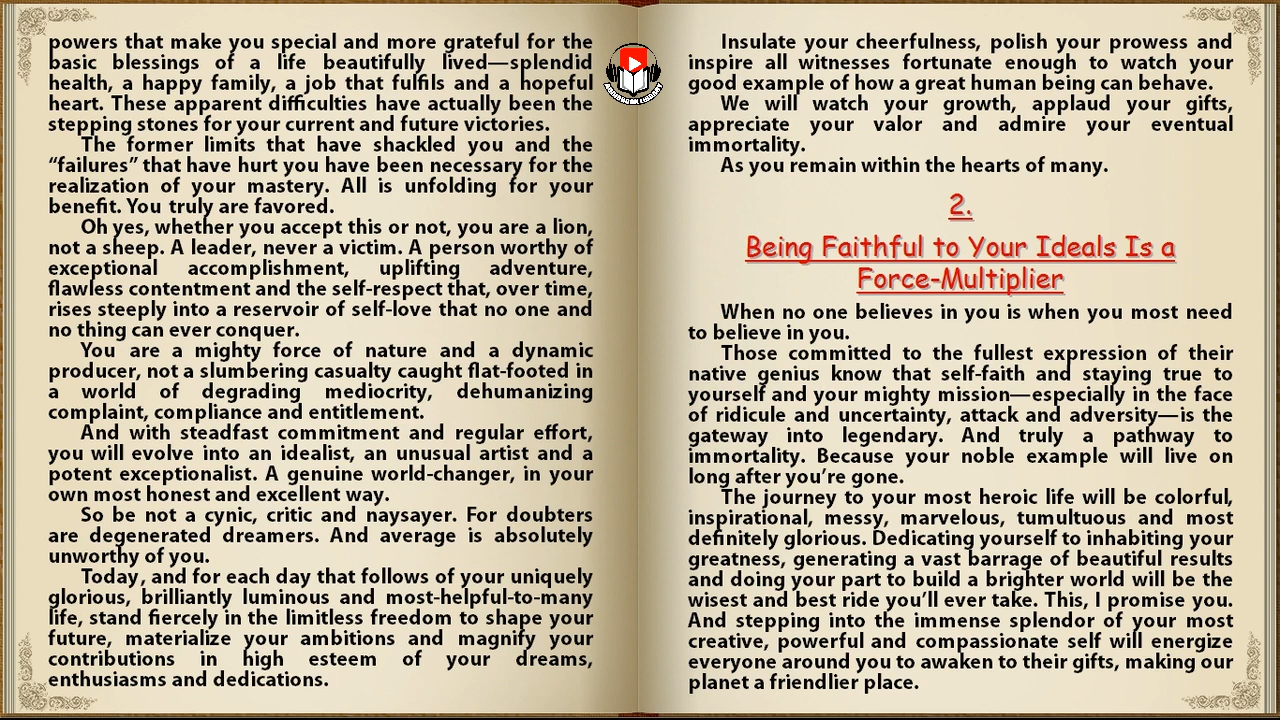 powers that make you special and more grateful for the
basic blessings of a life beautifully lived—splendid
health, a happy family, a job that fulfils and a hopeful
heart. These apparent difficulties have actually been the
stepping stones for your current and future victories.
The former limits that have shackled you and the
“failures” that have hurt you have been necessary for the
realization of your mastery. All is unfolding for your
benefit. You truly are favored.
Oh yes, whether you accept this or not, you are a lion,
not a sheep. A leader, never a victim. A person worthy of
exceptional accomplishment, uplifting adventure,
flawless contentment and the self-respect that, over time,
rises steeply into a reservoir of self-love that no one and
no thing can ever conquer.
You are a mighty force of nature and a dynamic
producer, not a slumbering casualty caught flat-footed in
a world of degrading mediocrity, dehumanizing
complaint, compliance and entitlement.
And with steadfast commitment and regular effort,
you will evolve into an idealist, an unusual artist and a
potent exceptionalist. A genuine world-changer, in your
own most honest and excellent way.
So be not a cynic, critic and naysayer. For doubters
are degenerated dreamers. And average is absolutely
unworthy of you.
Today, and for each day that follows of your uniquely
glorious, brilliantly luminous and most-helpful-to-many
life, stand fiercely in the limitless freedom to shape your
future, materialize your ambitions and magnify your
contributions in high esteem of your dreams,
enthusiasms and dedications.
Insulate your cheerfulness, polish your prowess and
inspire all witnesses fortunate enough to watch your
good example of how a great human being can behave.
We will watch your growth, applaud your gifts,
appreciate your valor and admire your eventual
immortality.
As you remain within the hearts of many.
2.
Being Faithful to Your Ideals Is a
Force-Multiplier
When no one believes in you is when you most need
to believe in you.
Those committed to the fullest expression of their
native genius know that self-faith and staying true to
yourself and your mighty mission—especially in the face
of ridicule and uncertainty, attack and adversity—is the
gateway into legendary. And truly a pathway to
immortality. Because your noble example will live on
long after you’re gone.
The journey to your most heroic life will be colorful,
inspirational, messy, marvelous, tumultuous and most
definitely glorious. Dedicating yourself to inhabiting your
greatness, generating a vast barrage of beautiful results
and doing your part to build a brighter world will be the
wisest and best ride you’ll ever take. This, I promise you.
And stepping into the immense splendor of your most
creative, powerful and compassionate self will energize
everyone around you to awaken to their gifts, making our
planet a friendlier place.